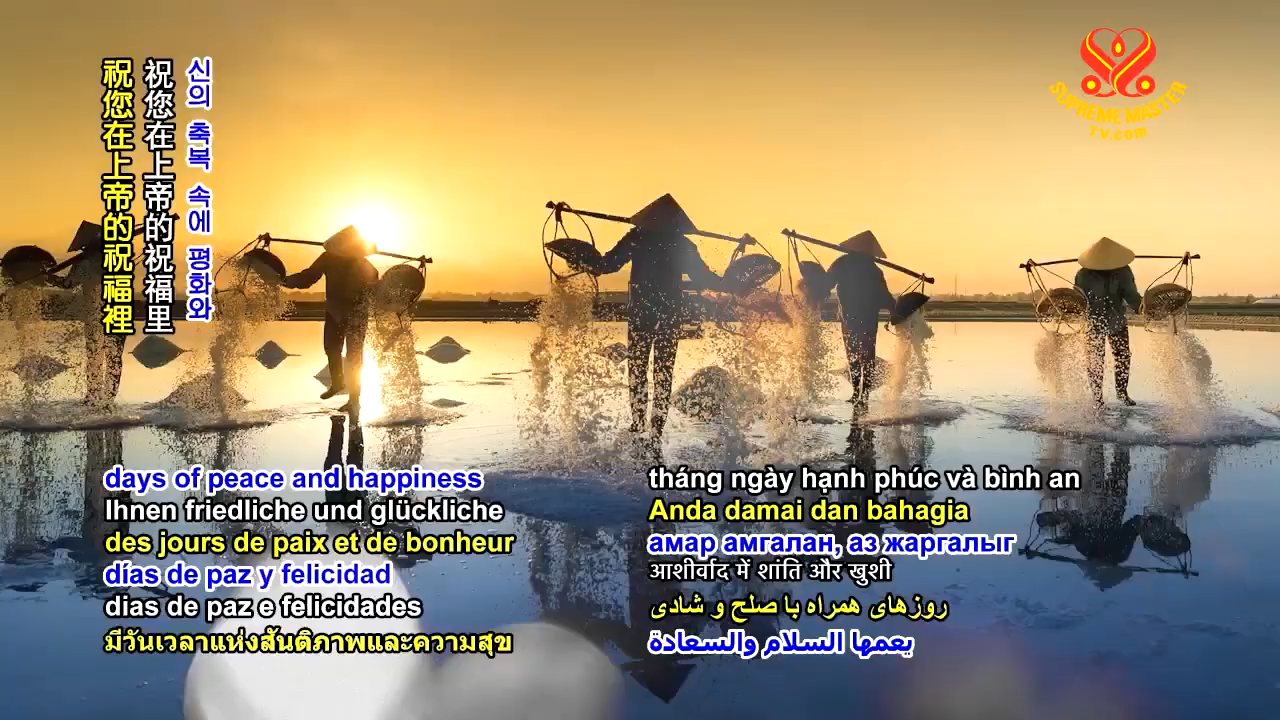 祝您在上帝的祝福裡
祝您在上帝的祝福里
신의 축복 속에 평화와
SUPREME MASTER
TV.com
days of peace and happiness
Ihnen friedliche und glückliche
des jours de paix et de bonheur
días de paz y felicidad
dias de paz e felicidades
มีวันเวลาแห่งสันติภาพและความสุข
tháng ngày hạnh phúc và bình an
Anda damai dan bahagia
амар амгалан, аз жаргалыг
आशीर्वाद में शांति और खुशी
روزهای همراه با صلح و شادی
يعمها السلام والسعادة